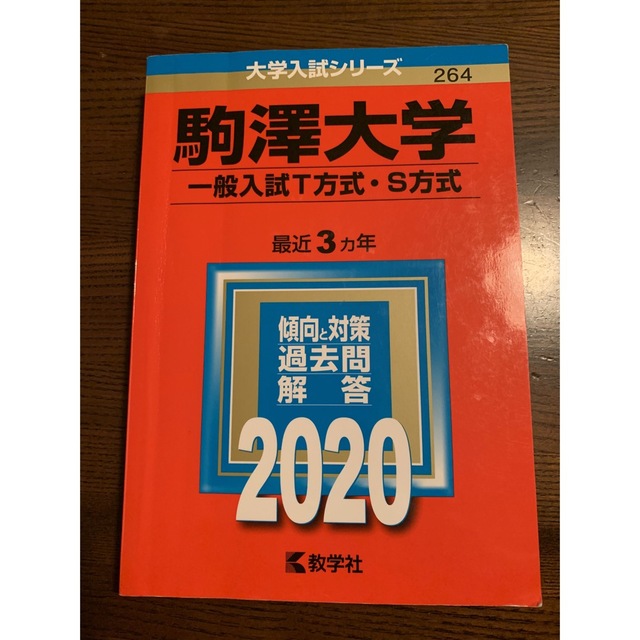 大学入試シリーズ
264
駒澤大学
一般入試T方式・S方式
最近3カ年
傾向と対策
過去問
解答
2020
教学社